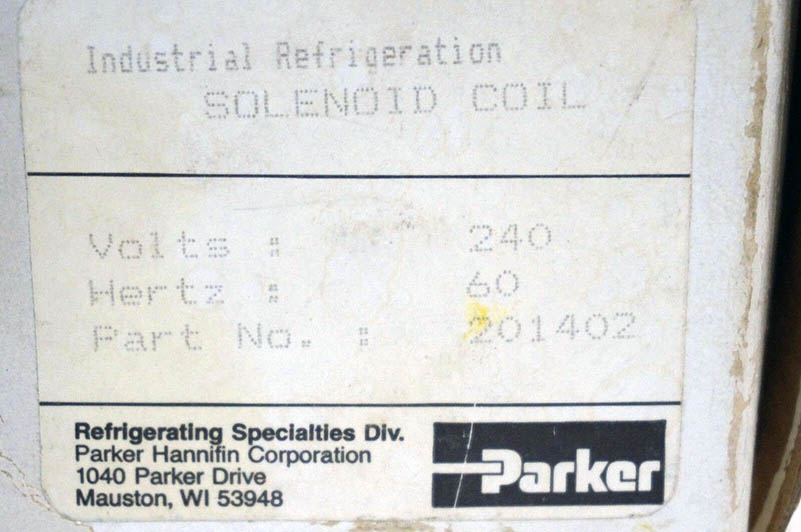 Industrial Refrigeration
SOLENOID COIL
Volts : 240
Hertz : 60
Part No. : 201402
Refrigerating Specialties Div.
Parker Hannifin Corporation
1040 Parker Drive
Mauston, WI 53948
Parker